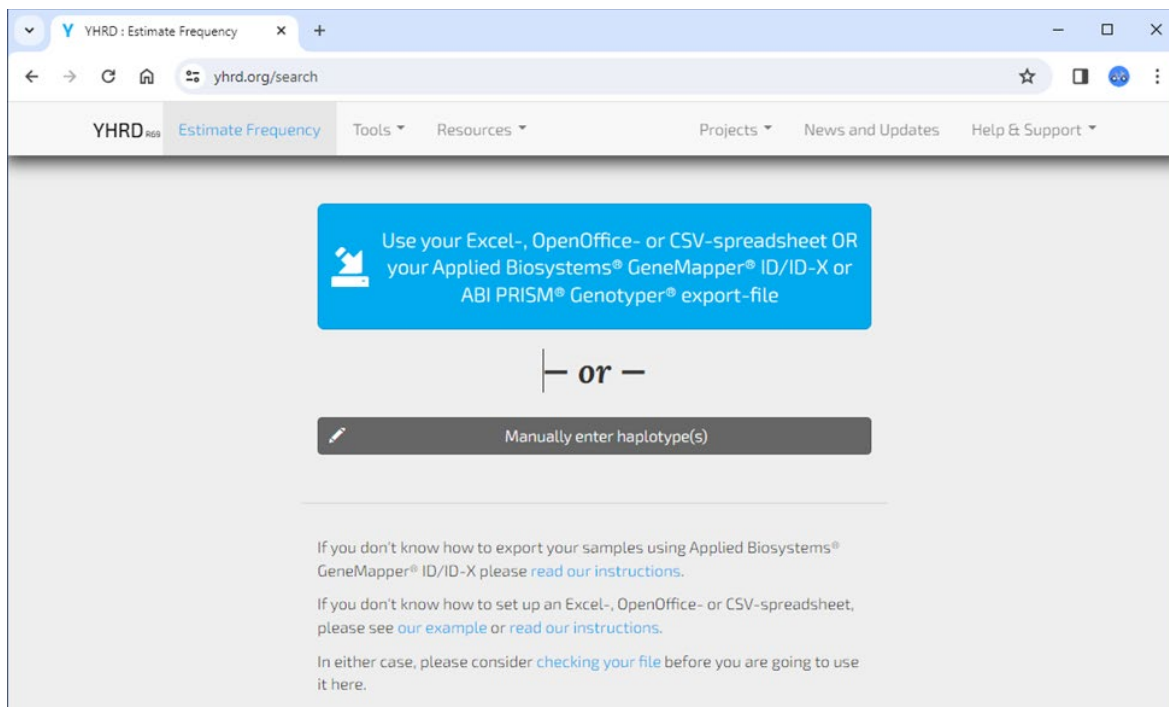 YHRD : Estimate Frequency
yhrd.org/search
YHRD R69 Estimate Frequency Tools Resources Projects News and Updates Help & Support
Use your Excel-, OpenOffice- or CSV-spreadsheet OR
your Applied Biosystems® GeneMapper® ID/ID-X or
ABI PRISM® Genotyper® export-file
— or —
Manually enter haplotype(s)
If you don't know how to export your samples using Applied Biosystems®
GeneMapper® ID/ID-X please read our instructions.
If you don't know how to set up an Excel-, OpenOffice- or CSV-spreadsheet,
please see our example or read our instructions.
In either case, please consider checking your file before you are going to use
it here.